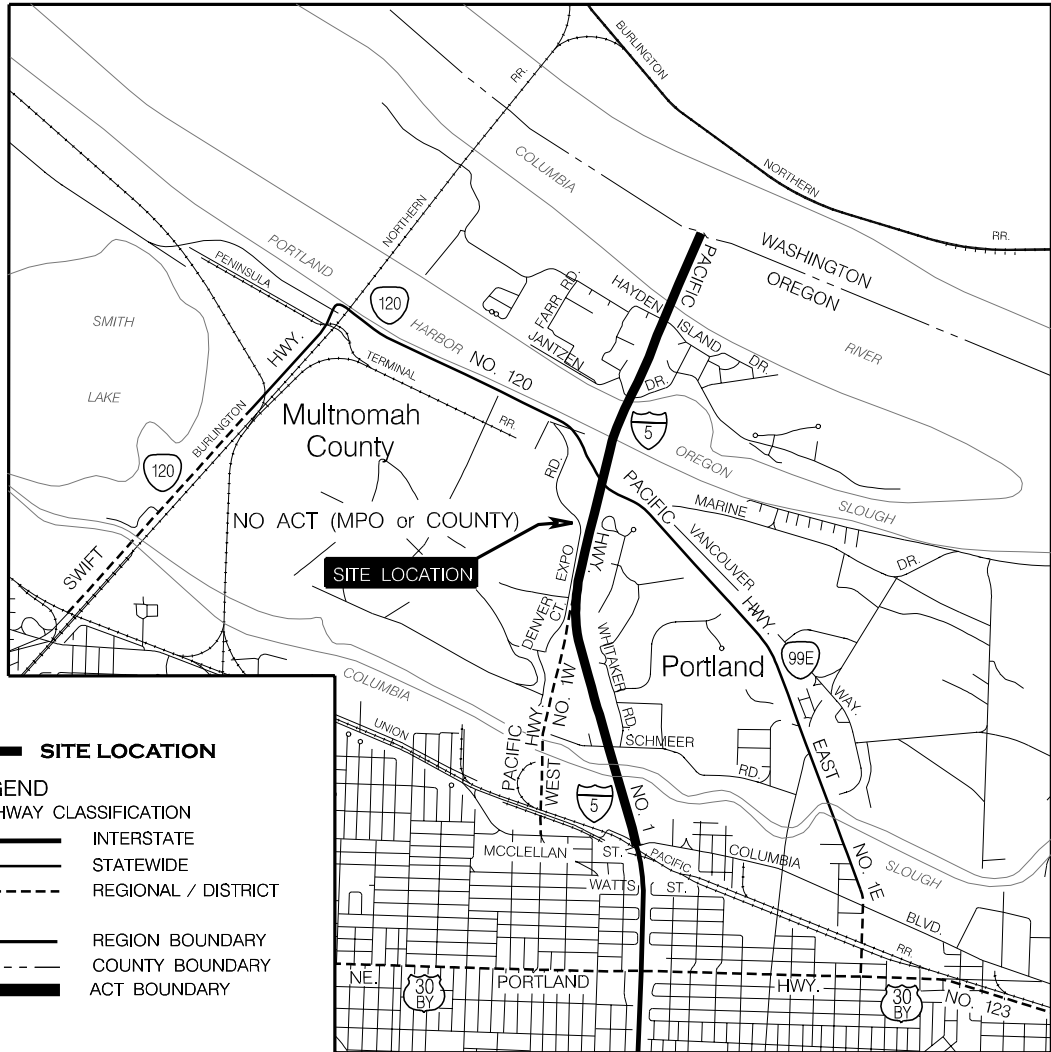 BURLINGTON
RR.
COLUMBIA
NORTHERN
RR.
NORTHERN
PORTLAND
PENINSULA
PACIFIC
WASHINGTON
OREGON
HAYDEN
ISLAND
DR.
FARR RD.
JANTZEN
DR.
RIVER
120
SMITH
LAKE
HWY.
HARBOR
NO. 120
TERMINAL
RR.
5
BURLINGTON
Multnomah
County
120
OREGON
SLOUGH
RD.
PACIFIC
MARINE
DR.
NO ACT (MPO or COUNTY)
VANCOUVER
SITE LOCATION
EXPO
HWY.
HWY.
SWIFT
DENVER
CT.
WHITAKER
RD.
Portland
99E
WAY.
COLUMBIA
UNION
NO. 1W
HWY.
PACIFIC
WEST
SCHMEER
RD.
EAST
SITE LOCATION
GEND
HWAY CLASSIFICATION
INTERSTATE
STATEWIDE
REGIONAL / DISTRICT
REGION BOUNDARY
COUNTY BOUNDARY
ACT BOUNDARY
5
NO. 1
MCCLELLAN
ST.
PACIFIC
COLUMBIA
BLVD.
NO. 1E
SLOUGH
WATTS
ST.
RR.
NE.
30
BY
PORTLAND
HWY.
30
BY
NO. 123